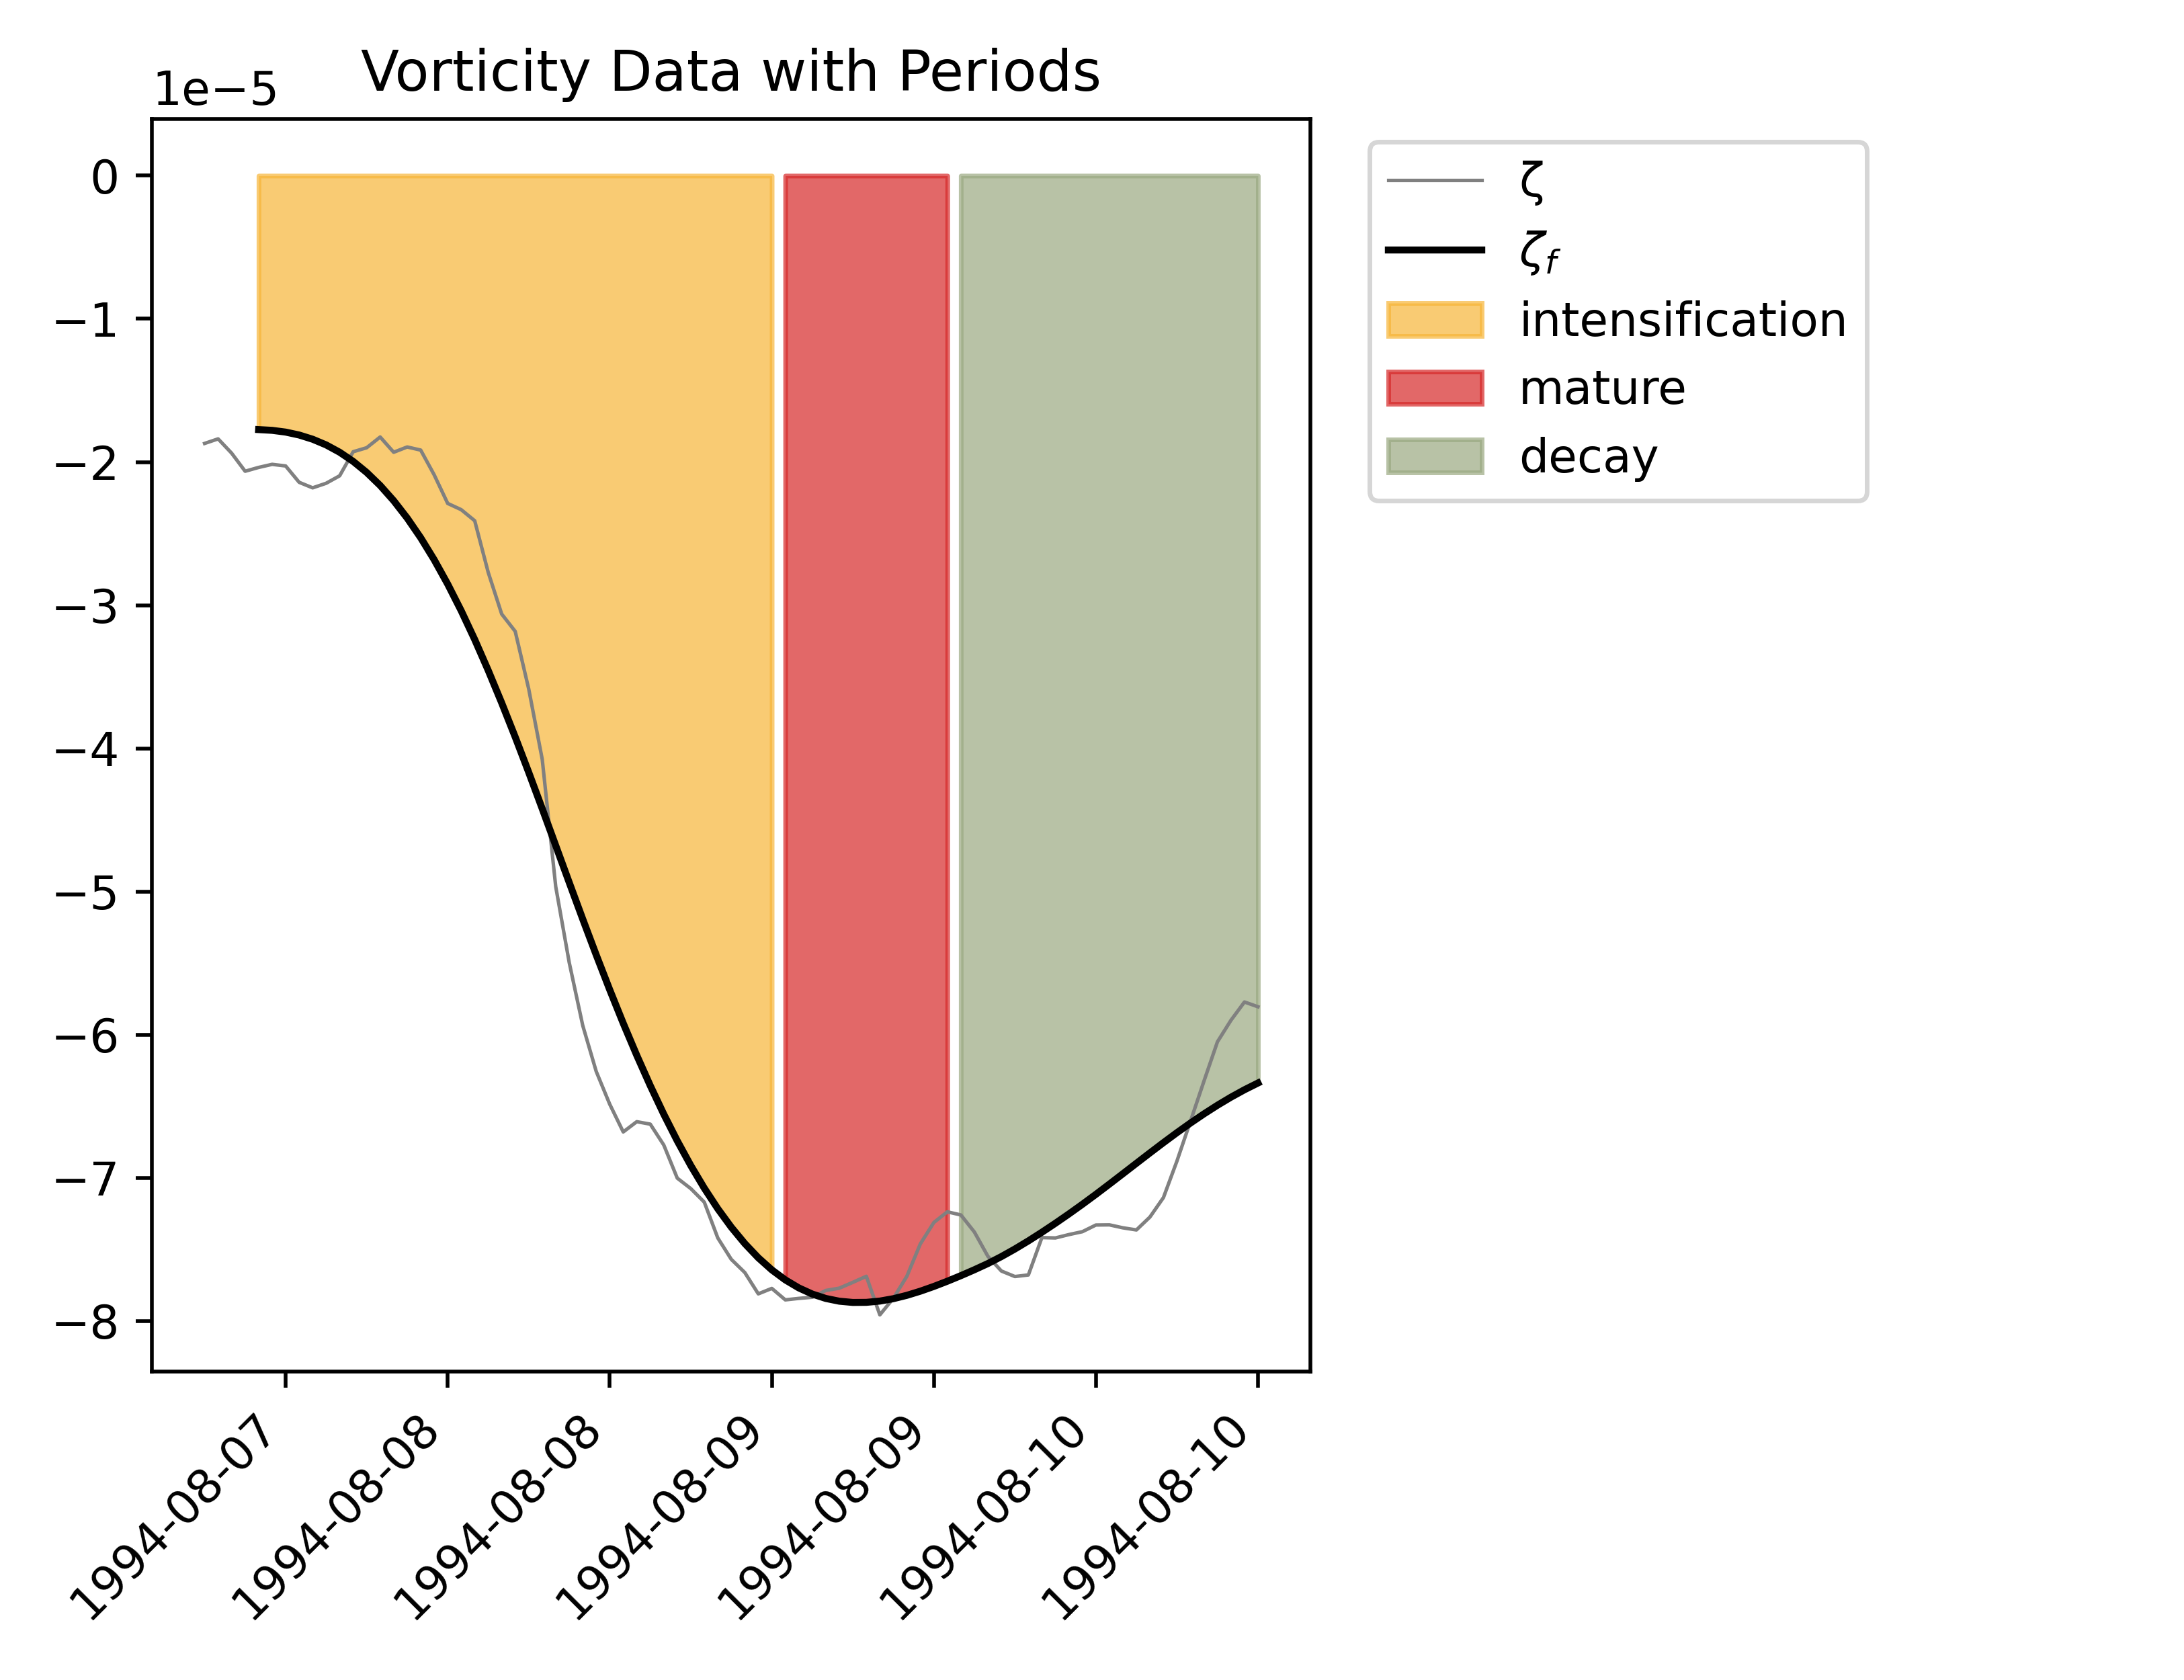 Vorticity Data with Periods
1e−5
0
−1
−2
−3
−4
−5
−6
−7
−8
1994-08-07
1994-08-08
1994-08-08
1994-08-09
1994-08-09
1994-08-10
1994-08-10
ζ
ζf
intensification
mature
decay